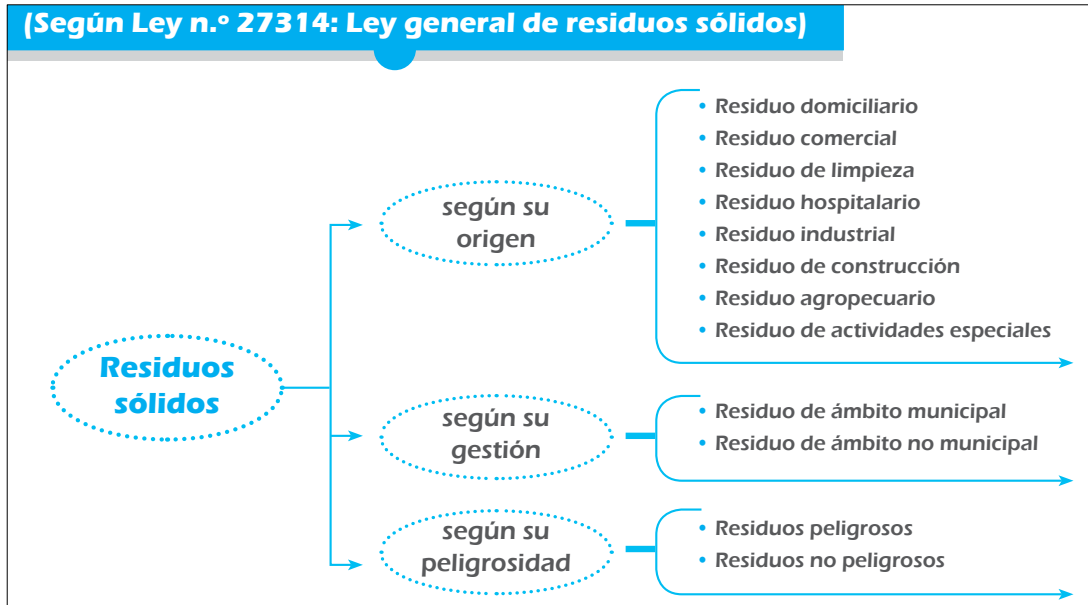 (Según Ley n.º 27314: Ley general de residuos sólidos)
Residuos
sólidos
según su
origen
• Residuo domiciliario
• Residuo comercial
• Residuo de limpieza
• Residuo hospitalario
• Residuo industrial
• Residuo de construcción
• Residuo agropecuario
• Residuo de actividades especiales
según su
gestión
• Residuo de ámbito municipal
• Residuo de ámbito no municipal
según su
peligrosidad
• Residuos peligrosos
• Residuos no peligrosos